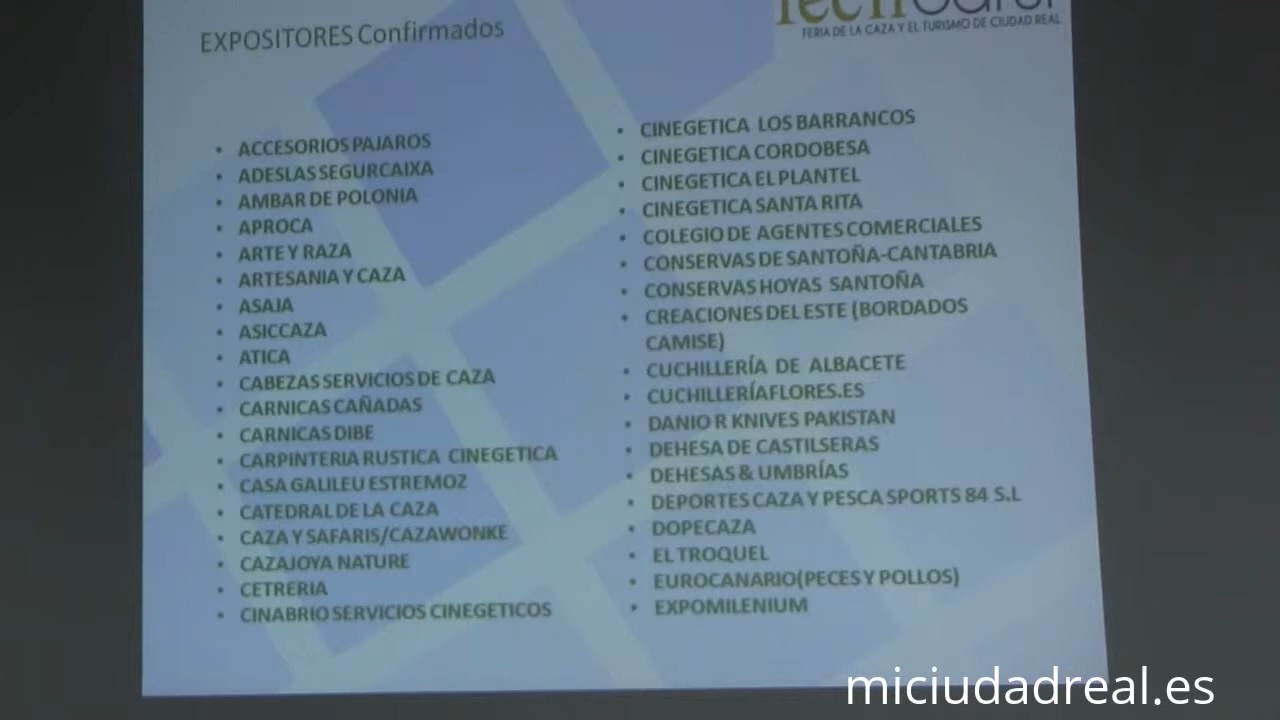 EXPOSITORES Confirmados
FERIA DE LA CAZA Y EL TURISMO DE CIUDAD REAL
• ACCESORIOS PAJAROS
• ADESLAS SEGURCAIXA
• AMBAR DE POLONIA
• APROCA
• ARTE Y RAZA
• ARTESANIA Y CAZA
• ASAJA
• ASICCAZA
• ATICA
• CABEZAS SERVICIOS DE CAZA
• CARNICAS CAÑADAS
• CARNICAS DIBE
• CARPINTERIA RUSTICA CINEGETICA
• CASA GALILEU ESTREMOZ
• CATEDRAL DE LA CAZA
• CAZA Y SAFARIS/CAZAWONKE
• CAZAJOYA NATURE
• CETRERIA
• CINABRIO SERVICIOS CINEGETICOS
• CINEGETICA LOS BARRANCOS
• CINEGETICA CORDOBESA
• CINEGETICA EL PLANTEL
• CINEGETICA SANTA RITA
• COLEGIO DE AGENTES COMERCIALES
• CONSERVAS DE SANTOÑA-CANTABRIA
• CONSERVAS HOYAS SANTOÑA
• CREACIONES DEL ESTE (BORDADOS
CAMISE)
• CUCHILLERÍA DE ALBACETE
• CUCHILLERÍAFLORES.ES
• DANIO R KNIVES PAKISTAN
• DEHESA DE CASTILSERAS
• DEHESAS & UMBRÍAS
• DEPORTES CAZA Y PESCA SPORTS 84 S.L
• DOPECAZA
• EL TROQUEL
• EUROCANARIO(PECES Y POLLOS)
• EXPOMILENIUM
miciudadreal.es